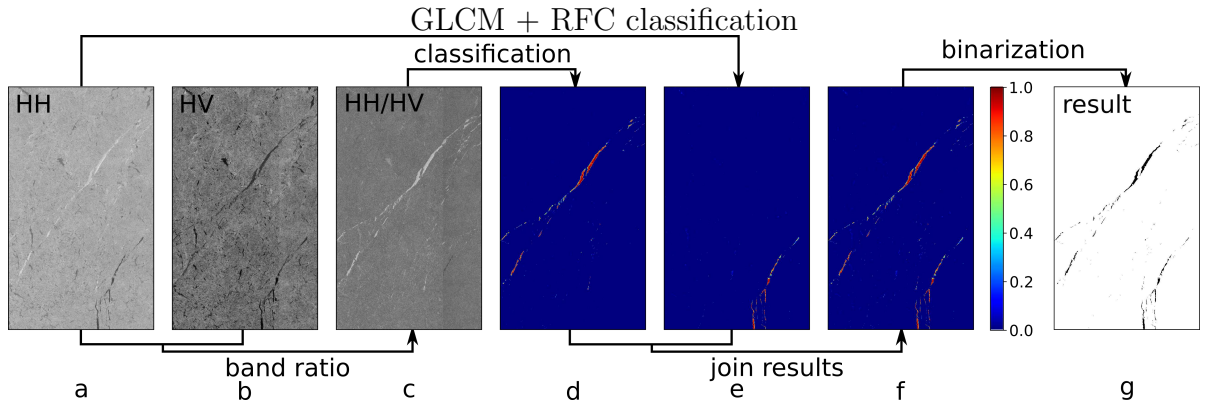 GLCM + RFC classification
classification
binarization
HH
HV
HH/HV
result
1.0
0.8
0.6
0.4
0.2
0.0
band ratio
join results
a
b
c
d
e
f
g